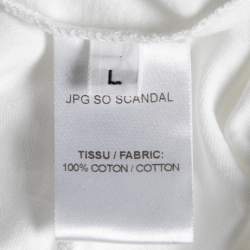 L
JPG SO SCANDAL
TISSU / FABRIC:
100% COTON / COTTON